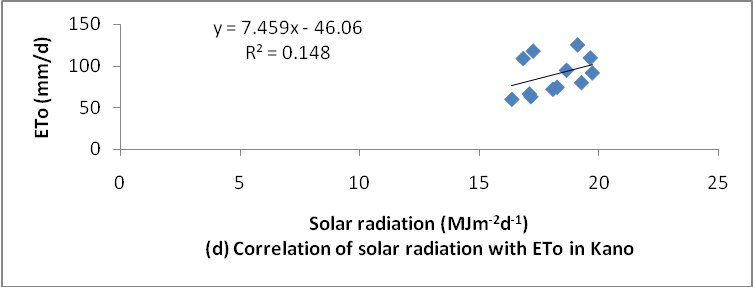 y = 7.459x - 46.06
R² = 0.148
150
100
50
0
ETo (mm/d)
0 5 10 15 20 25
Solar radiation (MJm⁻²d⁻¹)
(d) Correlation of solar radiation with ETo in Kano